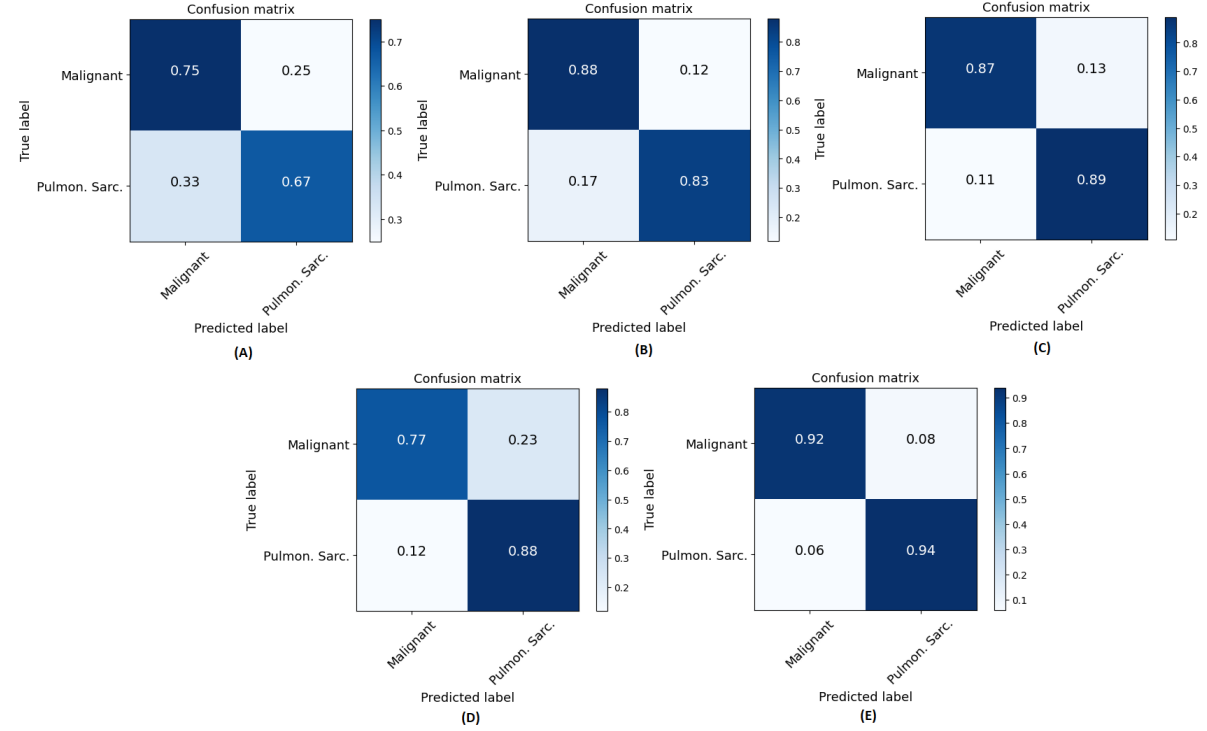 Confusion matrix
Malignant
0.75
0.25
Pulmon. Sarc.
0.33
0.67
True label
Malignant
Pulmon. Sarc.
Predicted label
0.7
0.6
0.5
0.4
0.3
(A)
Confusion matrix
Malignant
0.88
0.12
Pulmon. Sarc.
0.17
0.83
True label
Malignant
Pulmon. Sarc.
Predicted label
0.8
0.7
0.6
0.5
0.4
0.3
0.2
(B)
Confusion matrix
Malignant
0.87
0.13
Pulmon. Sarc.
0.11
0.89
True label
Malignant
Pulmon. Sarc.
Predicted label
0.8
0.7
0.6
0.5
0.4
0.3
0.2
(C)
Confusion matrix
Malignant
0.77
0.23
Pulmon. Sarc.
0.12
0.88
True label
Malignant
Pulmon. Sarc.
Predicted label
0.8
0.7
0.6
0.5
0.4
0.3
0.2
(D)
Confusion matrix
Malignant
0.92
0.08
Pulmon. Sarc.
0.06
0.94
True label
Malignant
Pulmon. Sarc.
Predicted label
0.9
0.8
0.7
0.6
0.5
0.4
0.3
0.2
0.1
(E)